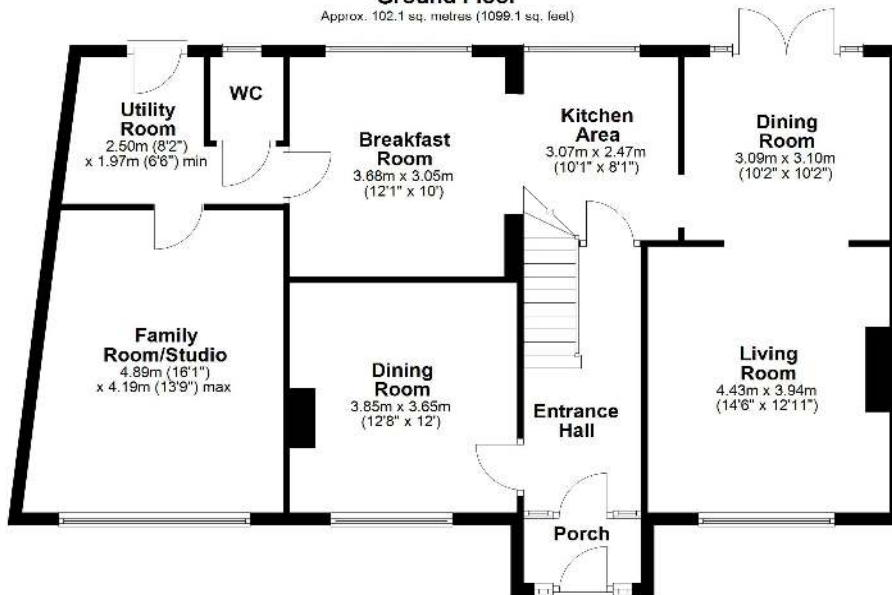 Ground Floor
Approx. 102.1 sq. metres (1099.1 sq. feet)
Utility
Room
2.50m (8'2")
x 1.97m (6'6") min
WC
Breakfast
Room
3.68m x 3.05m
(12'1" x 10')
Kitchen
Area
3.07m x 2.47m
(10'1" x 8'1")
Dining
Room
3.09m x 3.10m
(10'2" x 10'2")
Family
Room/Studio
4.89m (16'1")
x 4.19m (13'9") max
Dining
Room
3.85m x 3.65m
(12'8" x 12')
Entrance
Hall
Living
Room
4.43m x 3.94m
(14'6" x 12'11")
Porch